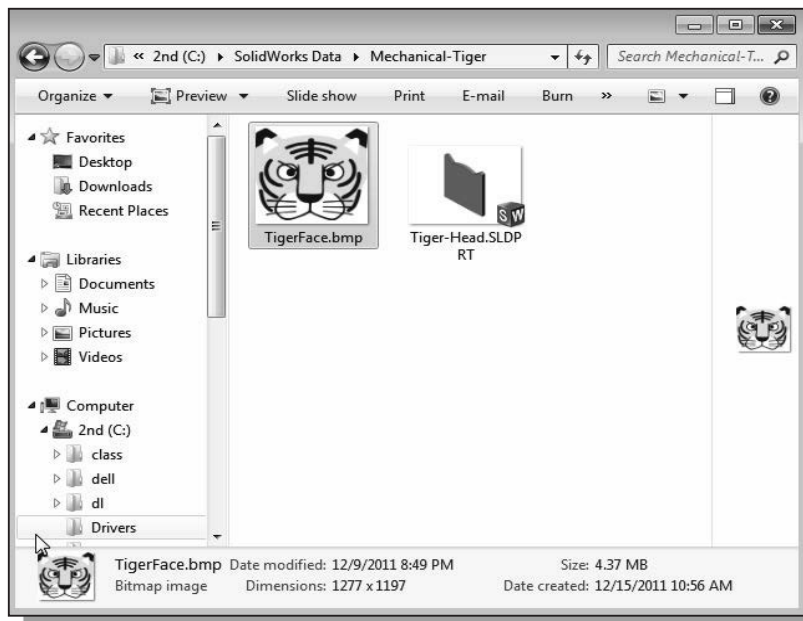 « 2nd (C:) ▸ SolidWorks Data ▸ Mechanical-Tiger Search Mechanical-T...
Organize Preview Slide show Print E-mail Burn »
Favorites
Desktop
Downloads
Recent Places
Libraries
Documents
Music
Pictures
Videos
Computer
2nd (C:)
class
dell
dl
Drivers
TigerFace.bmp
Tiger-Head.SLDP
RT
SW
TigerFace.bmp Date modified: 12/9/2011 8:49 PM Size: 4.37 MB
Bitmap image Dimensions: 1277 x 1197 Date created: 12/15/2011 10:56 AM